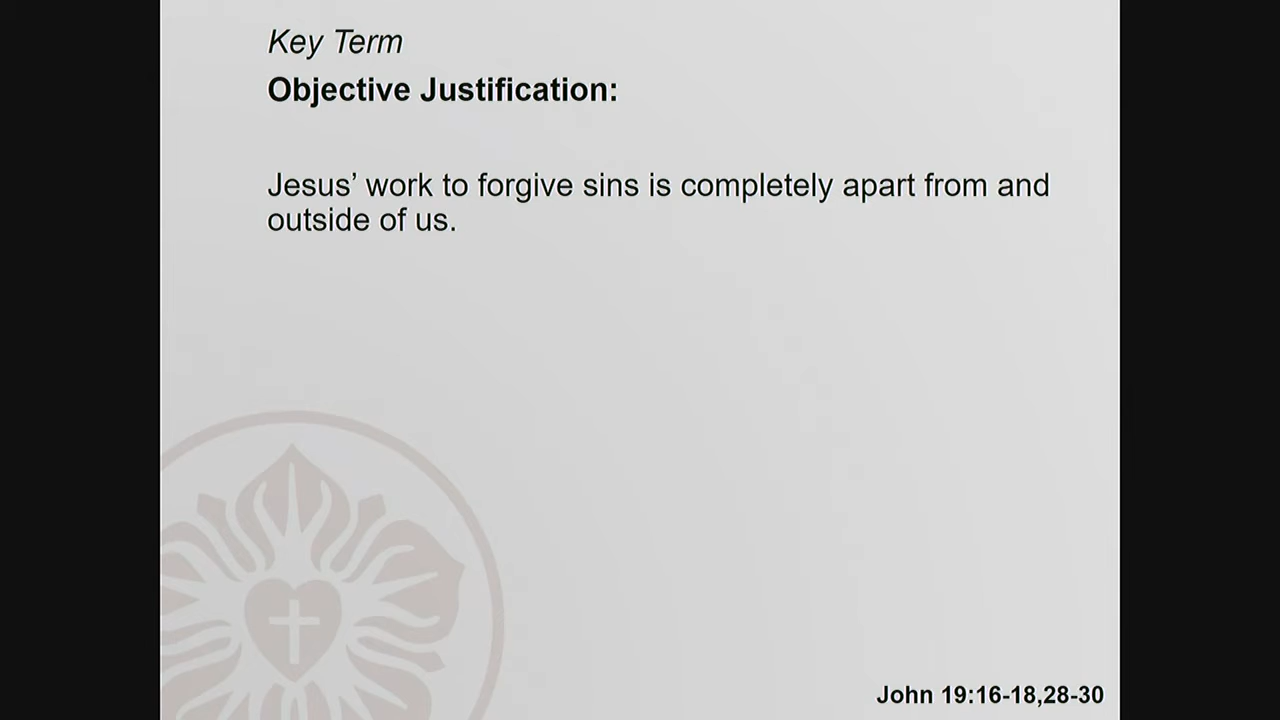 Key Term
Objective Justification:
Jesus’ work to forgive sins is completely apart from and
outside of us.
John 19:16-18,28-30